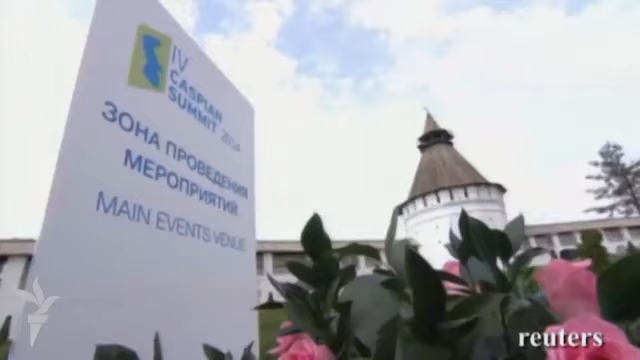 IV
CASPIAN
SUMMIT 2014
ЗОНА ПРОВЕДЕНИЯ
МЕРОПРИЯТИЙ
MAIN EVENTS VENUE
reuters